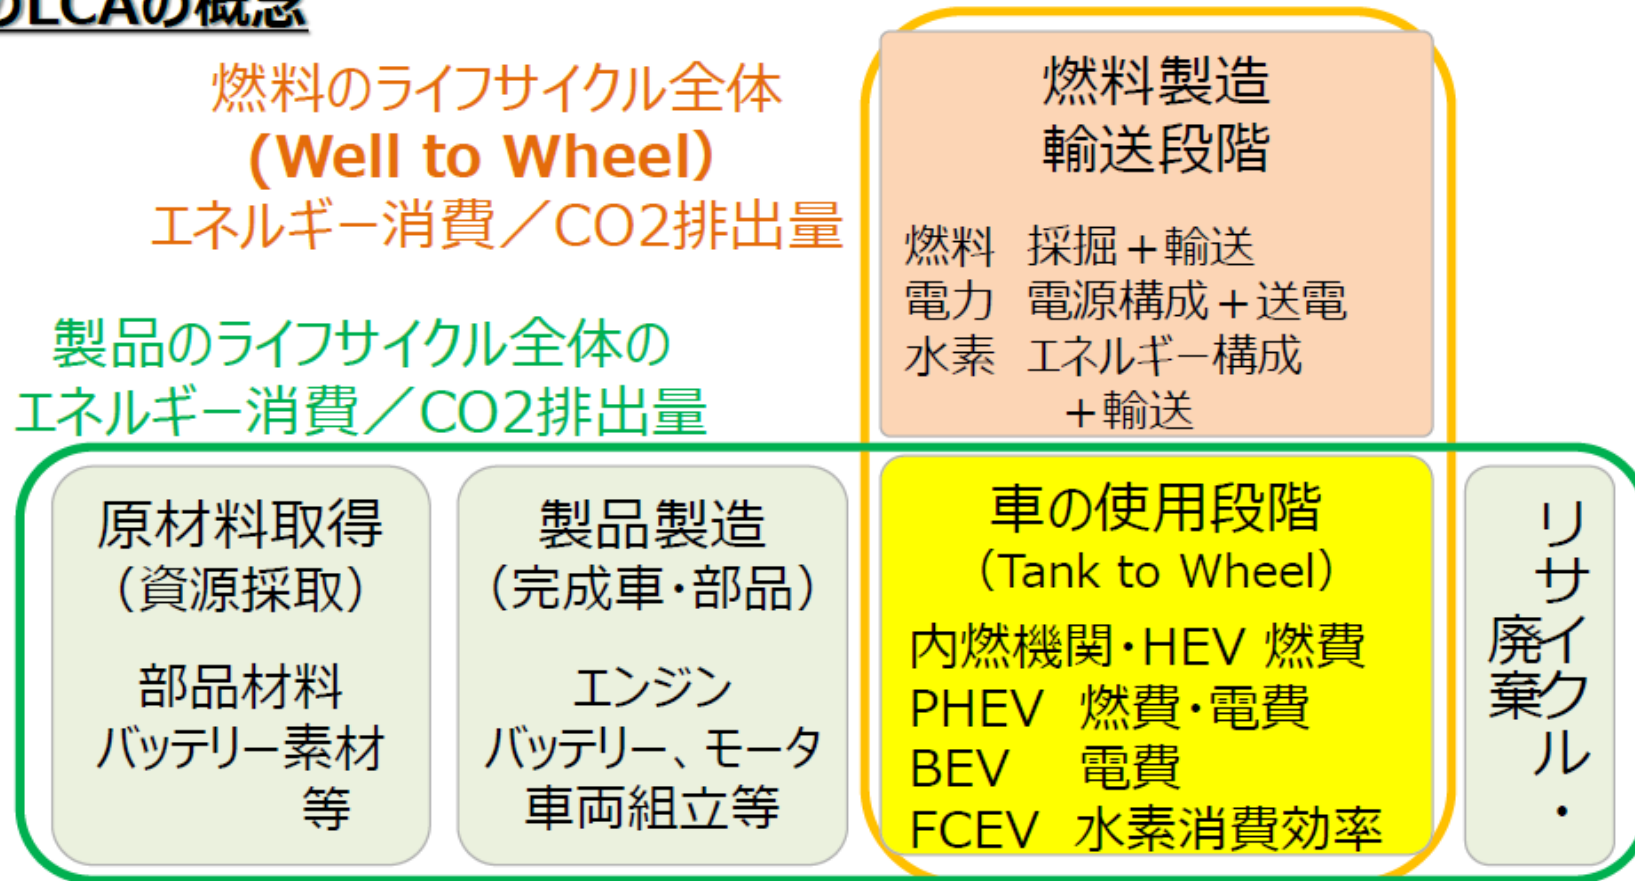 のLCAの概念
燃料のライフサイクル全体
(Well to Wheel)
エネルギー消費／CO2排出量
製品のライフサイクル全体の
エネルギー消費／CO2排出量
燃料製造
輸送段階
燃料 採掘＋輸送
電力 電源構成＋送電
水素 エネルギー構成
＋輸送
原材料取得
（資源採取）
部品材料
バッテリー素材
等
製品製造
（完成車・部品）
エンジン
バッテリー、モータ
車両組立等
車の使用段階
（Tank to Wheel）
内燃機関・HEV 燃費
PHEV 燃費・電費
BEV 電費
FCEV 水素消費効率
リサイクル・
廃棄